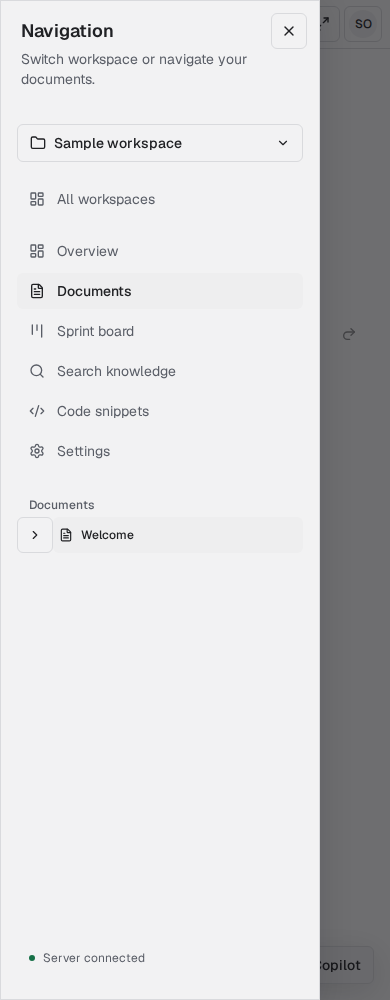 Navigation
Switch workspace or navigate your
documents.
SO
Sample workspace
All workspaces
Overview
Documents
Sprint board
Search knowledge
Code snippets
Settings
Documents
Welcome
Server connected
Copilot